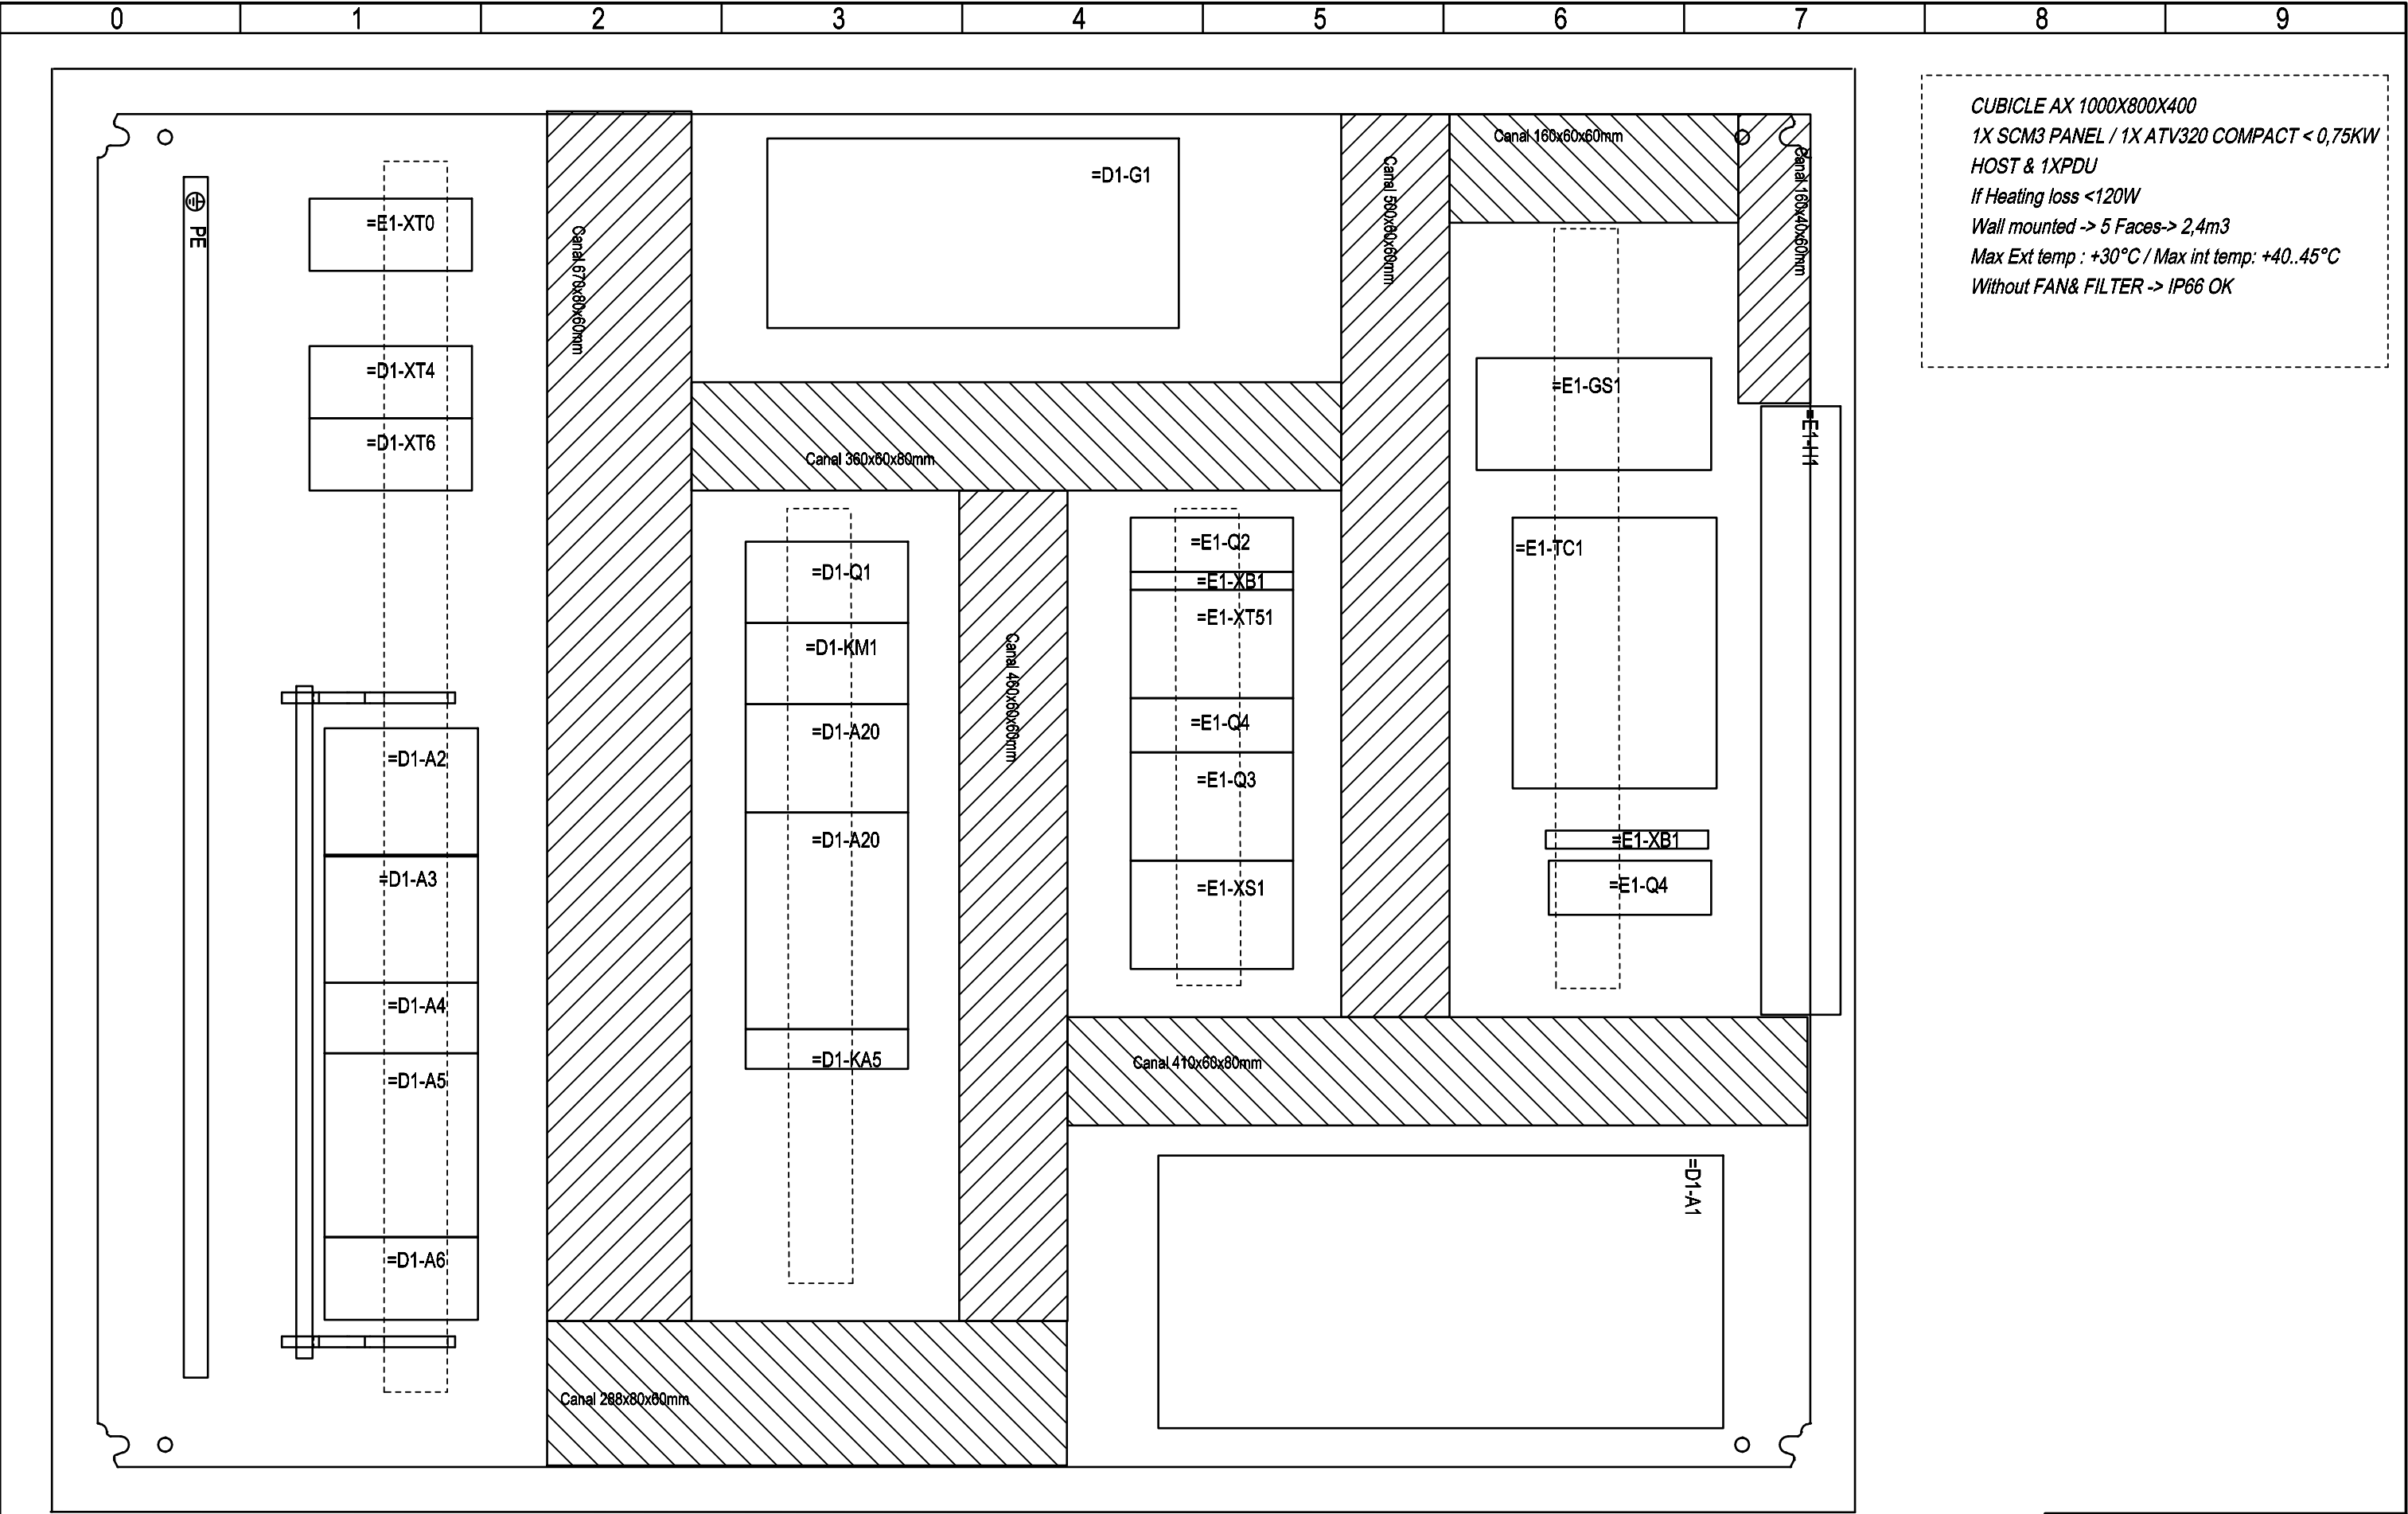 0 1 2 3 4 5 6 7 8 9
CUBICLE AX 1000X800X400
1X SCM3 PANEL / 1X ATV320 COMPACT < 0,75KW
HOST & 1XPDU
If Heating loss <120W
Wall mounted -> 5 Faces-> 2,4m3
Max Ext temp : +30°C / Max int temp: +40..45°C
Without FAN& FILTER -> IP66 OK
PE
=E1-XT0
=D1-XT4
=D1-XT6
=D1-A2
=D1-A3
=D1-A4
=D1-A5
=D1-A6
Canal 670x80x60mm
=D1-G1
Canal 360x60x80mm
=D1-Q1
=D1-KM1
=D1-A20
=D1-A20
=D1-KA5
Canal 460x60x60mm
Canal 288x80x60mm
=E1-Q2
=E1-XB1
=E1-XT51
=E1-Q4
=E1-Q3
=E1-XS1
Canal 500x60x60mm
Canal 160x60x60mm
Canal 160x40x60mm
=E1-GS1
=E1-H1
=E1-TC1
=E1-XB1
=E1-Q4
Canal 410x60x80mm
=D1-A1